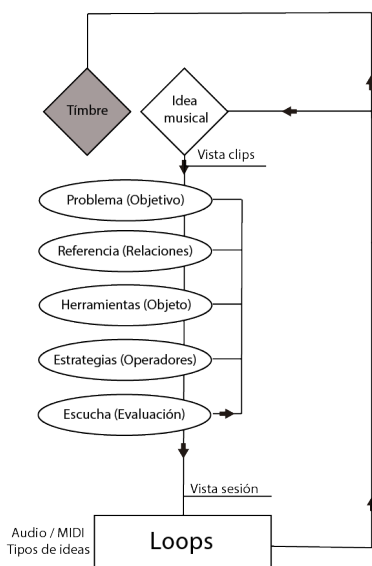 Tímbre
Idea
musical
Vista clips
Problema (Objetivo)
Referencia (Relaciones)
Herramientas (Objeto)
Estrategias (Operadores)
Escucha (Evaluación)
Vista sesión
Audio / MIDI
Tipos de ideas
Loops